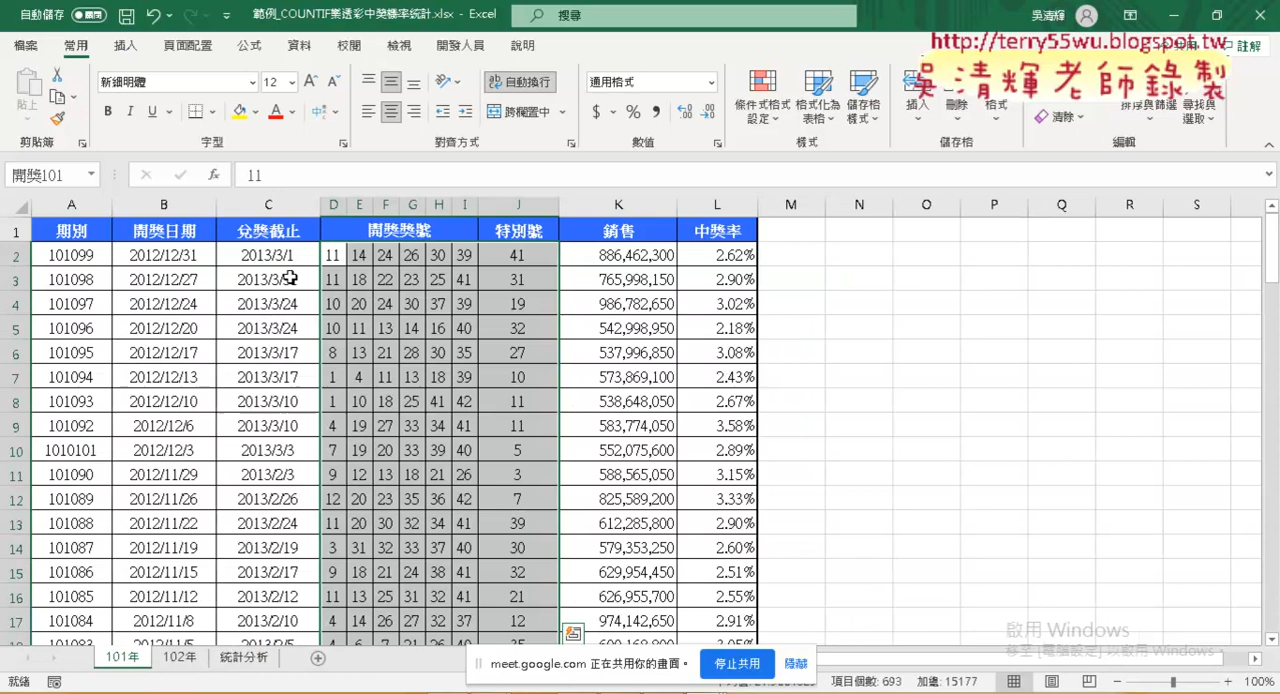 自動儲存 範例_COUNTIF業透彩中獎機率統計.xlsx - Excel 搜尋 吳清輝
檔案 常用 插入 頁面配置 公式 資料 校閱 檢視 開發人員 說明 註解
http://terry55wu.blogspot.tw
吳清輝老師錄製
新細明體 12 自動換行 通用格式
貼上 B I U 跨欄置中 $ % 條件式格式設定 格式化為表格 儲存格樣式 插入 刪除 格式 清除 排序與篩選 尋找與選取
剪貼簿 字型 對齊方式 數值 樣式 儲存格 編輯
開獎101 fx 11
A B C D E F G H I J K L M N O P Q R S
1 期別 開獎日期 兌獎截止 開獎獎號 特別號 銷售 中獎率
2 101099 2012/12/31 2013/3/1 11 14 24 26 30 39 41 886,462,300 2.62%
3 101098 2012/12/27 2013/3/ 11 18 22 23 25 41 31 765,998,150 2.90%
4 101097 2012/12/24 2013/3/24 10 20 24 30 37 39 19 986,782,650 3.02%
5 101096 2012/12/20 2013/3/24 10 11 13 14 16 40 32 542,998,950 2.18%
6 101095 2012/12/17 2013/3/17 8 13 21 28 30 35 27 537,996,850 3.08%
7 101094 2012/12/13 2013/3/17 1 4 11 13 18 39 10 573,869,100 2.43%
8 101093 2012/12/10 2013/3/10 1 10 18 25 41 42 11 538,648,050 2.67%
9 101092 2012/12/6 2013/3/10 4 19 27 33 34 41 11 583,774,050 3.58%
10 1010101 2012/12/3 2013/3/3 7 19 20 33 39 40 5 552,075,600 2.89%
11 101090 2012/11/29 2013/2/3 9 12 13 18 21 26 3 588,565,050 3.15%
12 101089 2012/11/26 2013/2/26 12 20 23 35 36 42 7 825,589,200 3.33%
13 101088 2012/11/22 2013/2/24 11 20 30 32 34 41 39 612,285,800 2.90%
14 101087 2012/11/19 2013/2/19 3 31 32 33 37 40 30 579,353,250 2.60%
15 101086 2012/11/15 2013/2/17 9 18 21 24 38 41 32 629,954,450 2.51%
16 101085 2012/11/12 2013/2/12 11 13 25 31 32 41 21 626,955,700 2.55%
17 101084 2012/11/8 2013/2/10 4 14 26 27 32 37 12 974,142,650 2.91%
啟用 Windows
移至 [電腦設定] 以啟用 Windows。
101年 102年 統計分析
meet.google.com 正在共用你的畫面。 停止共用 隱藏
就緒 項目個數: 693 加總: 15177 100%